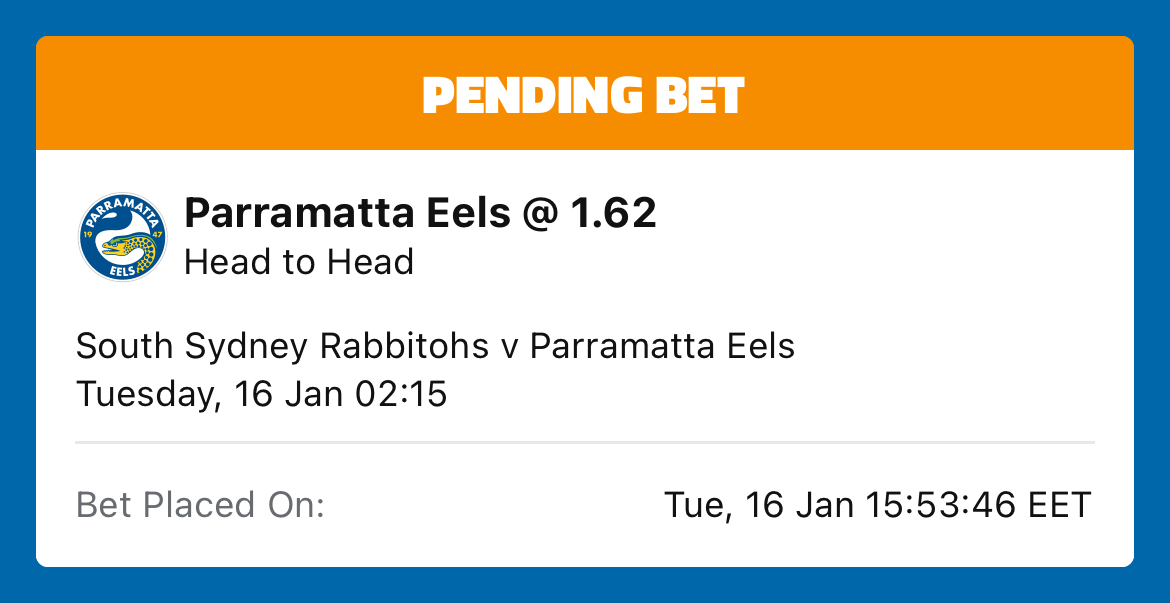 PENDING BET
PARRAMATTA
19 47
EELS
Parramatta Eels @ 1.62
Head to Head
South Sydney Rabbitohs v Parramatta Eels
Tuesday, 16 Jan 02:15
Bet Placed On: Tue, 16 Jan 15:53:46 EET